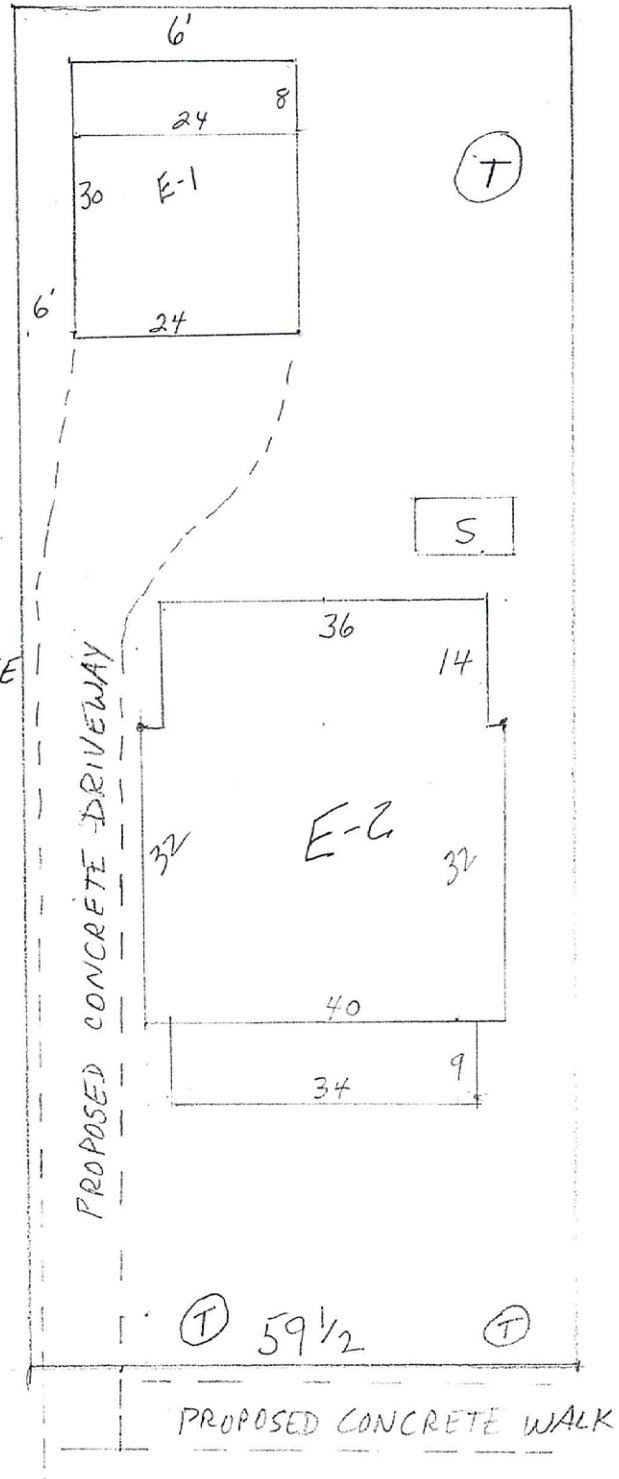 6'
8
24
30
E-1
T
6'
24
S
36
E
14
PROPOSED CONCRETE DRIVEWAY
32
E-2
32
40
9
34
T
59 1/2
T
PROPOSED CONCRETE WALK